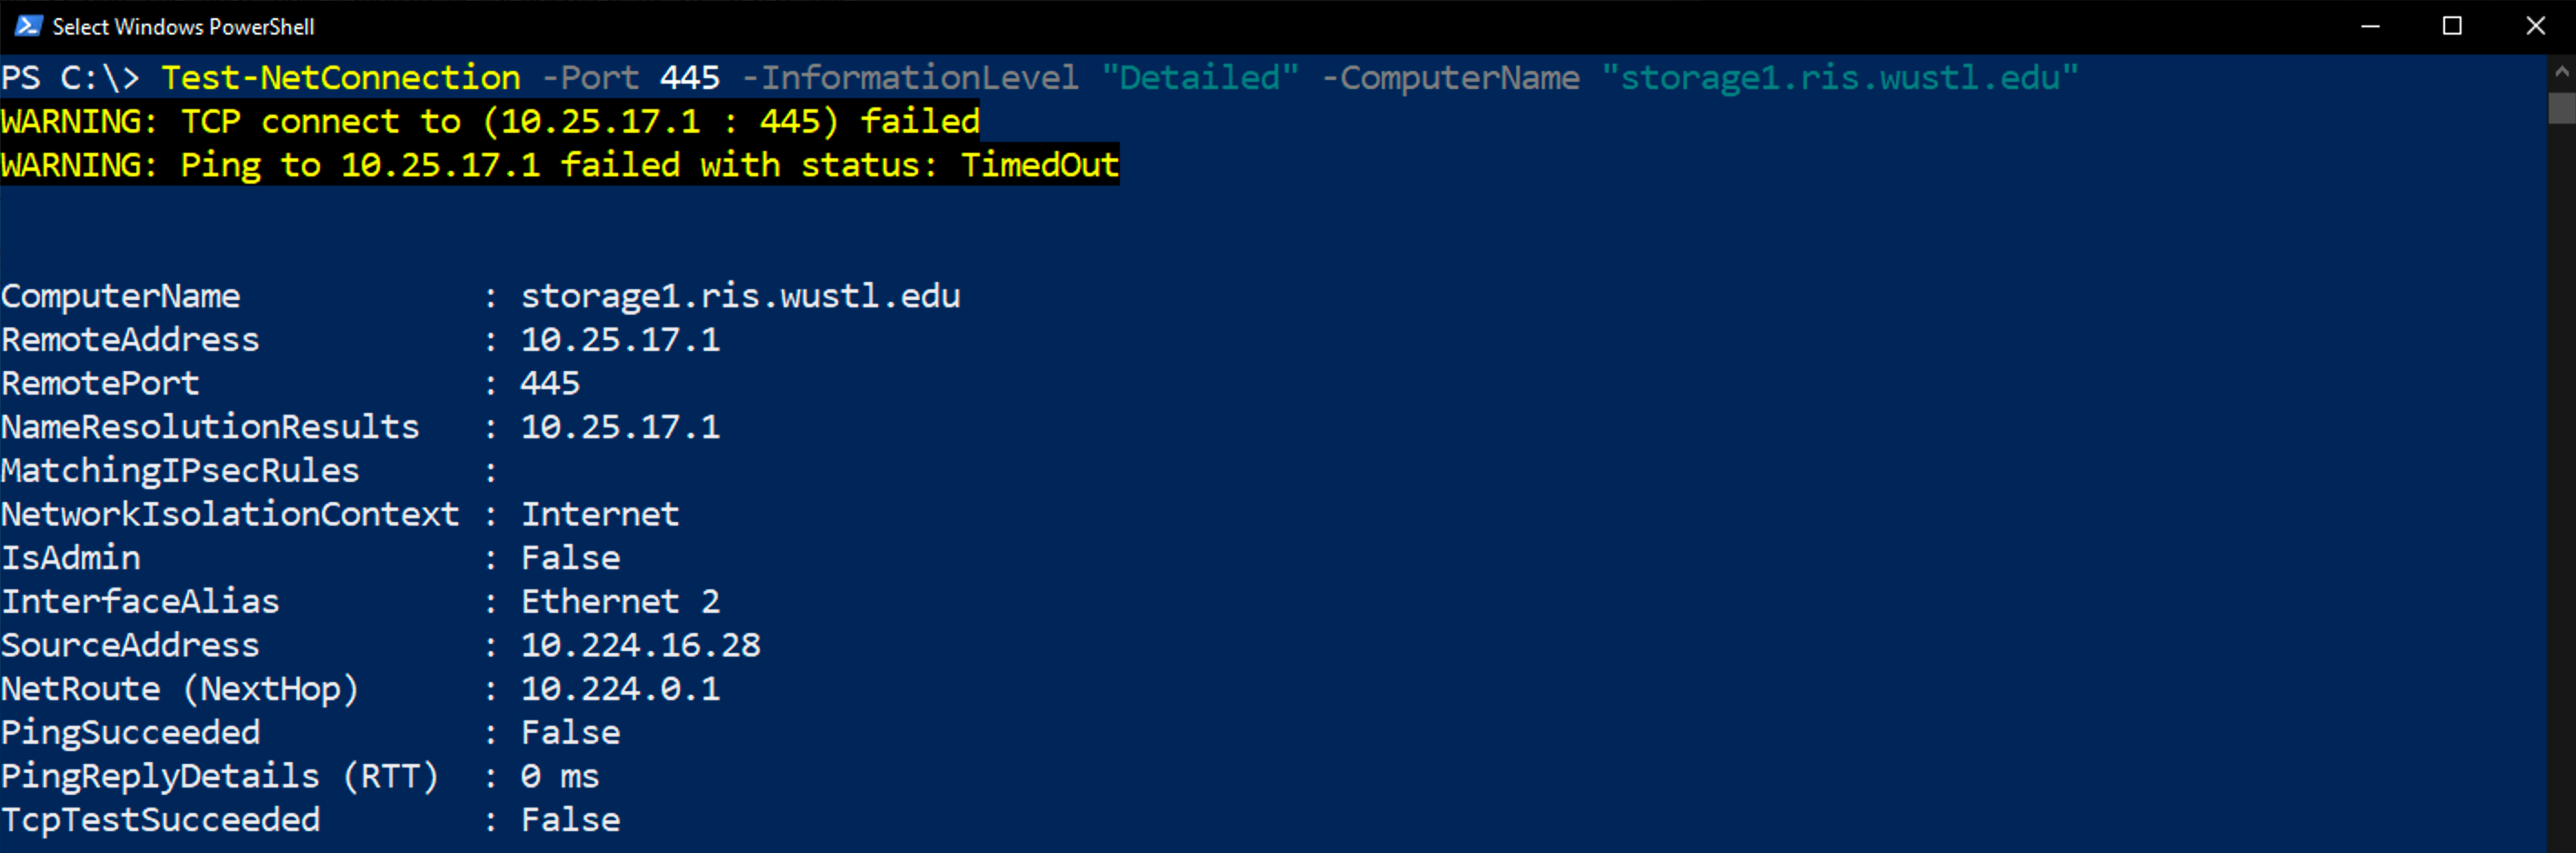 Select Windows PowerShell
PS C:\> Test-NetConnection -Port 445 -InformationLevel "Detailed" -ComputerName "storage1.ris.wustl.edu"
WARNING: TCP connect to (10.25.17.1 : 445) failed
WARNING: Ping to 10.25.17.1 failed with status: TimedOut
ComputerName : storage1.ris.wustl.edu
RemoteAddress : 10.25.17.1
RemotePort : 445
NameResolutionResults : 10.25.17.1
MatchingIPsecRules :
NetworkIsolationContext : Internet
IsAdmin : False
InterfaceAlias : Ethernet 2
SourceAddress : 10.224.16.28
NetRoute (NextHop) : 10.224.0.1
PingSucceeded : False
PingReplyDetails (RTT) : 0 ms
TcpTestSucceeded : False